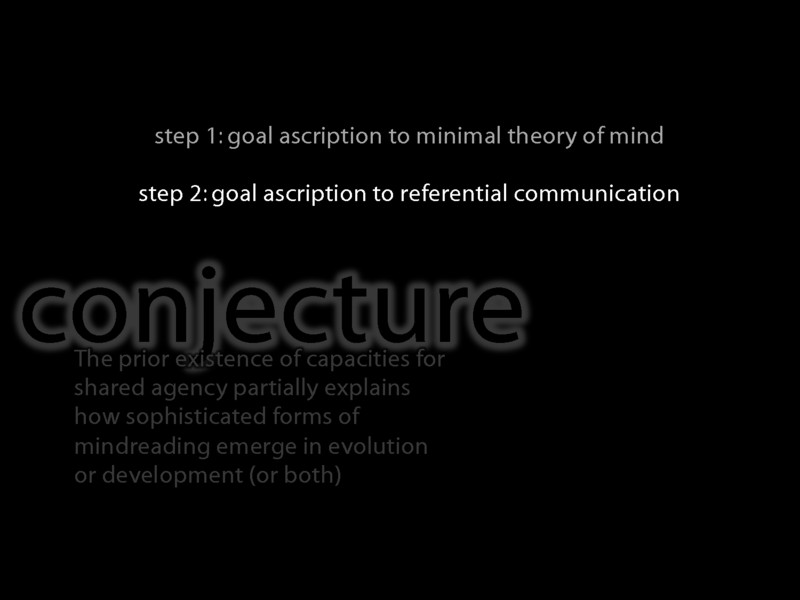 step 1: goal ascription to minimal theory of mind
step 2: goal ascription to referential communication
conjecture
The prior existence of capacities for
shared agency partially explains
how sophisticated forms of
mindreading emerge in evolution
or development (or both)